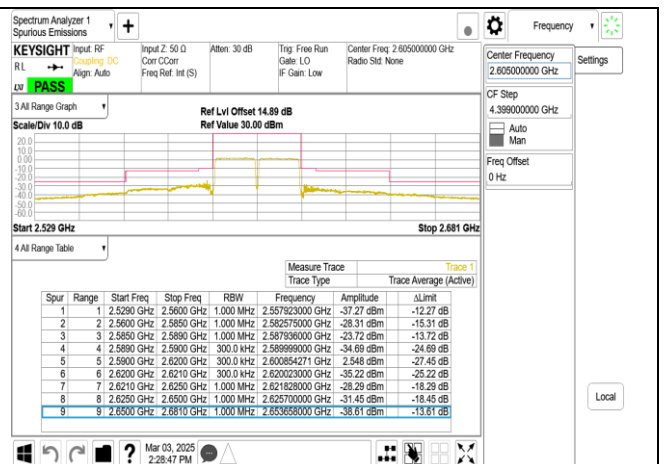 Spectrum Analyzer 1
Spurious Emissions
Frequency
KEYSIGHT
Input: RF
Coupling: DC
Align: Auto
Input Z: 50 Ω
Corr CCorr
Freq Ref: Int (S)
Atten: 30 dB
Trig: Free Run
Gate: LO
IF Gain: Low
Center Freq: 2.605000000 GHz
Radio Std: None
RL
LXI
PASS
Center Frequency
2.605000000 GHz
Settings
CF Step
4.399000000 GHz
Auto
Man
Freq Offset
0 Hz
3 All Range Graph
Scale/Div 10.0 dB
Ref Lvl Offset 14.89 dB
Ref Value 30.00 dBm
20.0
10.0
0.00
-10.0
-20.0
-30.0
-40.0
-50.0
-60.0
Start 2.529 GHz
Stop 2.681 GHz
4 All Range Table
Measure Trace Trace 1
Trace Type Trace Average (Active)
Spur Range Start Freq Stop Freq RBW Frequency Amplitude ΔLimit
1 1 2.5290 GHz 2.5600 GHz 1.000 MHz 2.557923000 GHz -37.27 dBm -12.27 dB
2 2 2.5600 GHz 2.5850 GHz 1.000 MHz 2.582575000 GHz -28.31 dBm -15.31 dB
3 3 2.5850 GHz 2.5890 GHz 1.000 MHz 2.587936000 GHz -23.72 dBm -13.72 dB
4 4 2.5890 GHz 2.5900 GHz 300.0 kHz 2.589999000 GHz -34.69 dBm -24.69 dB
5 5 2.5900 GHz 2.6200 GHz 300.0 kHz 2.600854271 GHz 2.548 dBm -27.45 dB
6 6 2.6200 GHz 2.6210 GHz 300.0 kHz 2.620023000 GHz -35.22 dBm -25.22 dB
7 7 2.6210 GHz 2.6250 GHz 1.000 MHz 2.621828000 GHz -28.29 dBm -18.29 dB
8 8 2.6250 GHz 2.6500 GHz 1.000 MHz 2.625700000 GHz -31.45 dBm -18.45 dB
9 9 2.6500 GHz 2.6810 GHz 1.000 MHz 2.653658000 GHz -38.61 dBm -13.61 dB
Local
?
Mar 03, 2025
2:28:47 PM